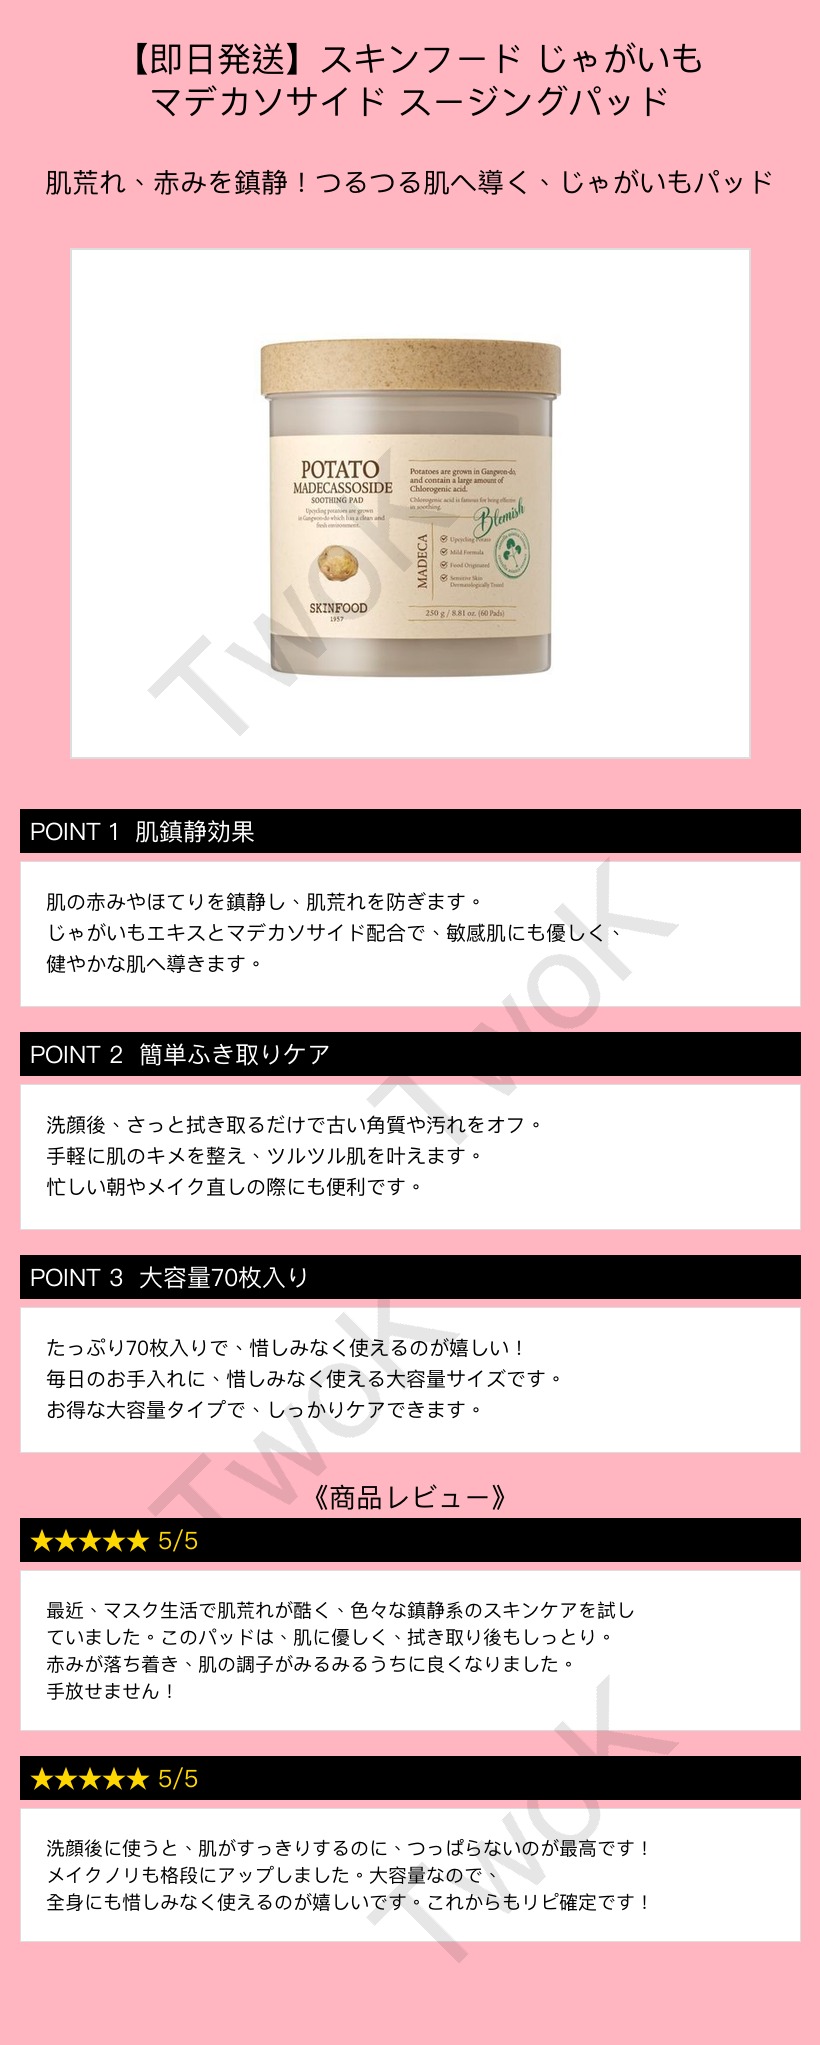 【即日発送】スキンフード じゃがいも
マデカソサイド スージングパッド
肌荒れ、赤みを鎮静！つるつる肌へ導く、じゃがいもパッド
POTATO
MADECASSOSIDE
SOOTHING PAD
Upcycling potatoes are grown
in Gangwon-do which has a clean and
fresh environment.
SKINFOOD
1957
Potatoes are grown in Gangwon-do,
and contain a large amount of
Chlorogenic acid.
Chlorogenic acid is famous for being effective
in soothing.
Blemish
MADECA
Upcycling Potato
Mild Formula
Food Originated
Sensitive Skin
Dermatologically Tested
250 g / 8.81 oz. (60 Pads)
TwoK
POINT 1 肌鎮静効果
肌の赤みやほてりを鎮静し、肌荒れを防ぎます。
じゃがいもエキスとマデカソサイド配合で、敏感肌にも優しく、
健やかな肌へ導きます。
TwoK
POINT 2 簡単ふき取りケア
洗顔後、さっと拭き取るだけで古い角質や汚れをオフ。
手軽に肌のキメを整え、ツルツル肌を叶えます。
忙しい朝やメイク直しの際にも便利です。
POINT 3 大容量70枚入り
たっぷり70枚入りで、惜しみなく使えるのが嬉しい！
毎日のお手入れに、惜しみなく使える大容量サイズです。
お得な大容量タイプで、しっかりケアできます。
TwoK
《商品レビュー》
★★★★★ 5/5
最近、マスク生活で肌荒れが酷く、色々な鎮静系のスキンケアを試し
ていました。このパッドは、肌に優しく、拭き取り後もしっとり。
赤みが落ち着き、肌の調子がみるみるうちに良くなりました。
手放せません！
★★★★★ 5/5
洗顔後に使うと、肌がすっきりするのに、つっぱらないのが最高です！
メイクノリも格段にアップしました。大容量なので、
全身にも惜しみなく使えるのが嬉しいです。これからもリピ確定です！
TwoK